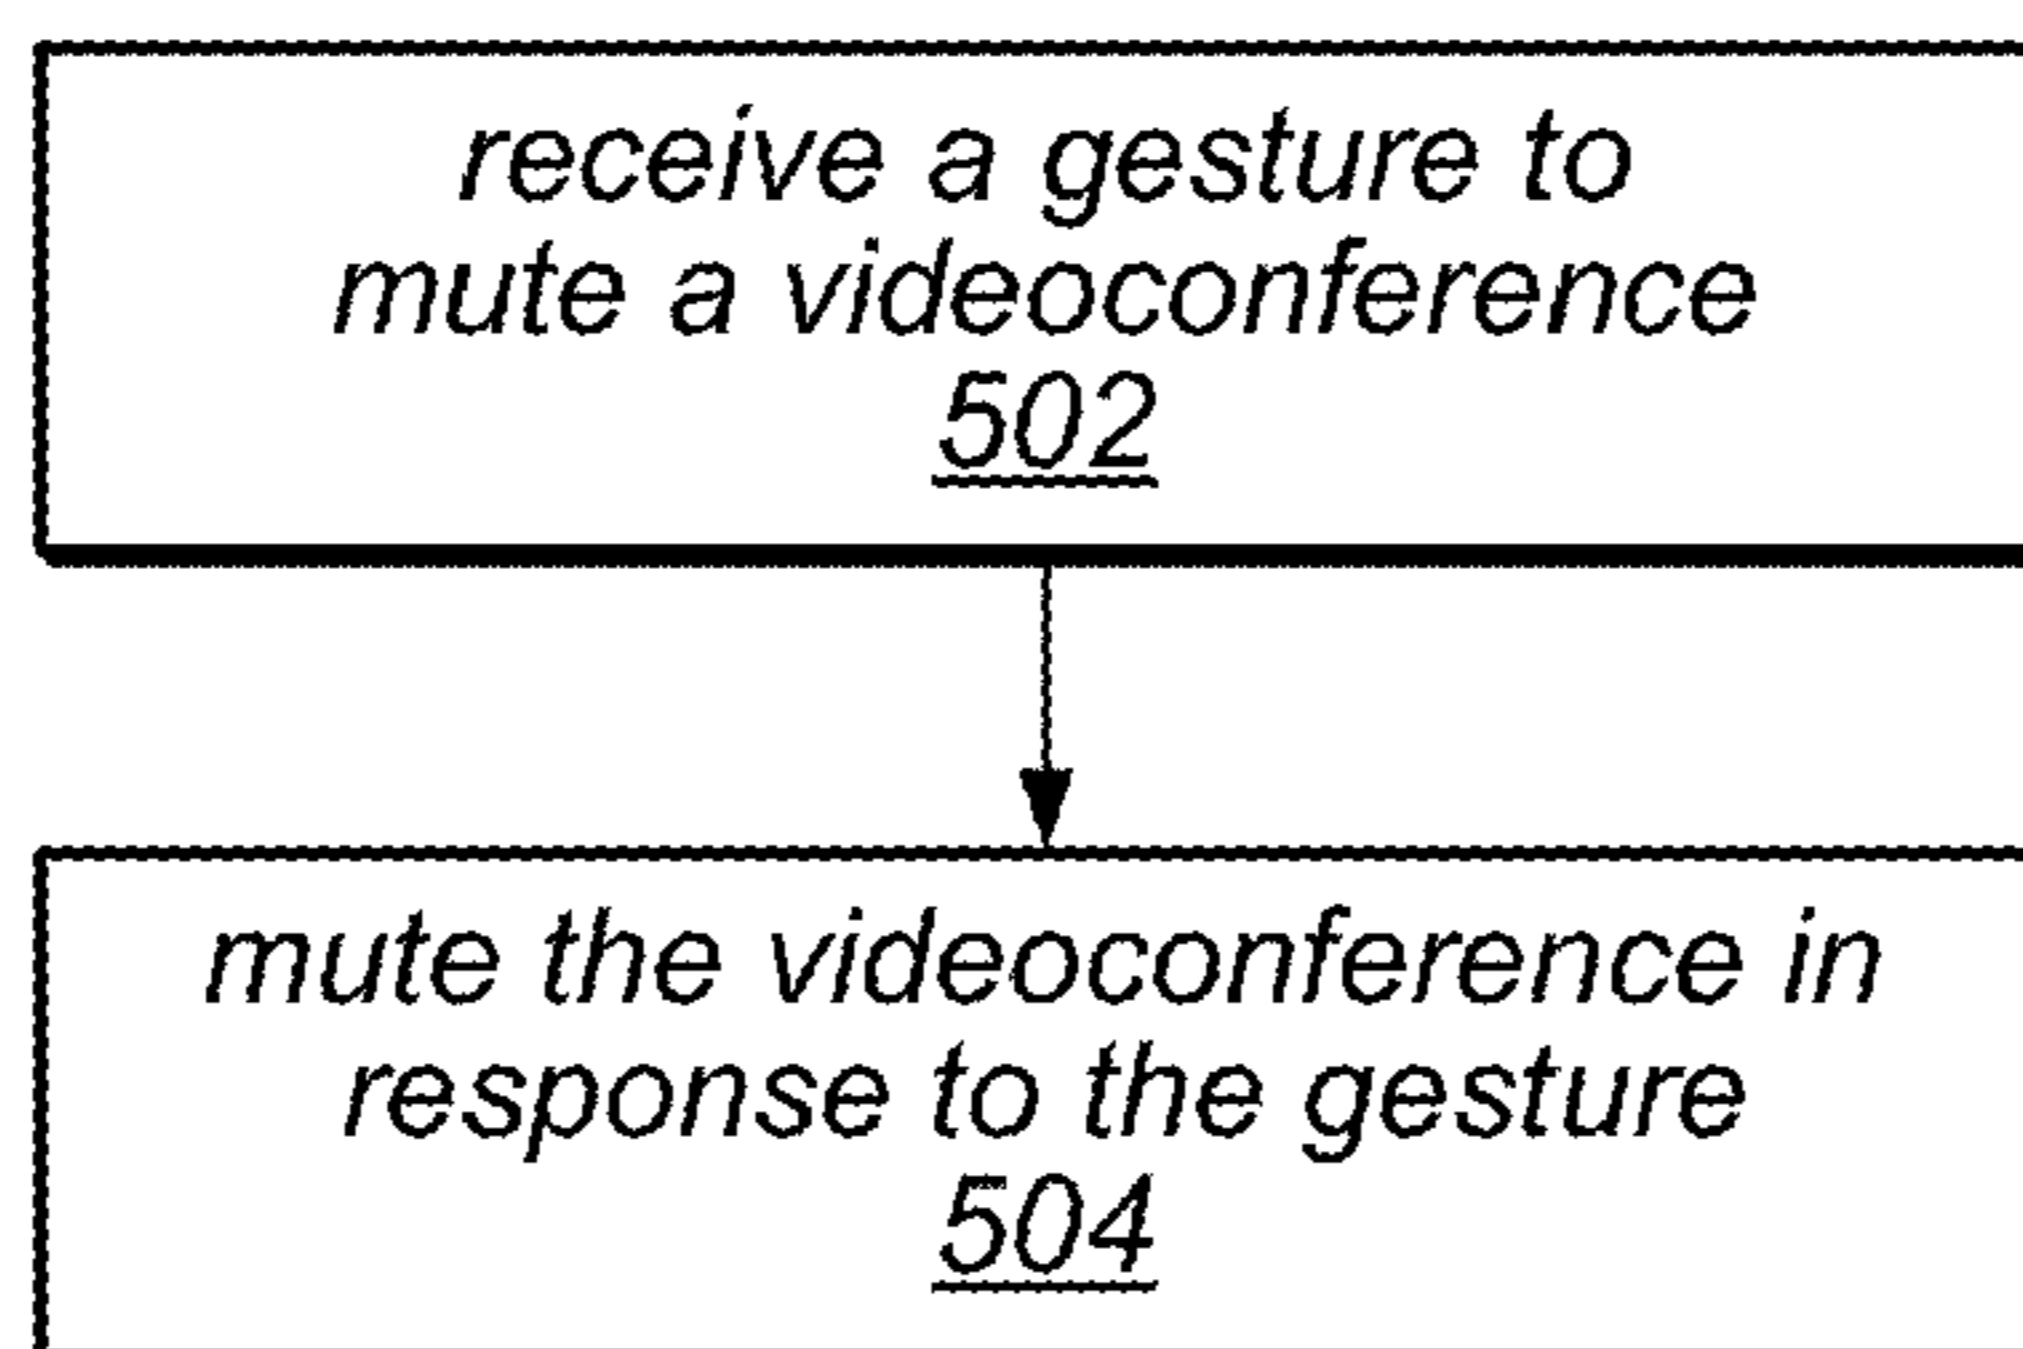 receive a gesture to
mute a videoconference
502
mute the videoconference in
response to the gesture
504